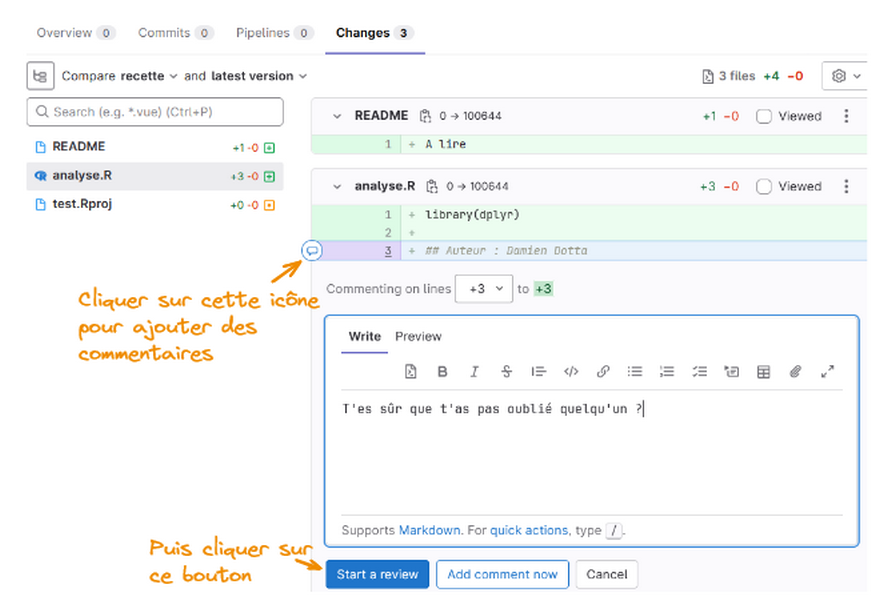 Overview 0 Commits 0 Pipelines 0 Changes 3
Compare recette and latest version 3 files +4 −0
Search (e.g. *.vue) (Ctrl+P)
README +1 -0
analyse.R +3 -0
test.Rproj +0 -0
README 0 → 100644 +1 −0 Viewed
1 + A lire
analyse.R 0 → 100644 +3 −0 Viewed
1 + library(dplyr)
2 +
3 + ## Auteur : Damien Dotta
Cliquer sur cette icône
pour ajouter des
commentaires
Commenting on lines +3 to +3
Write Preview
T'es sûr que t'as pas oublié quelqu'un ?
Supports Markdown. For quick actions, type /.
Puis cliquer sur
ce bouton
Start a review Add comment now Cancel